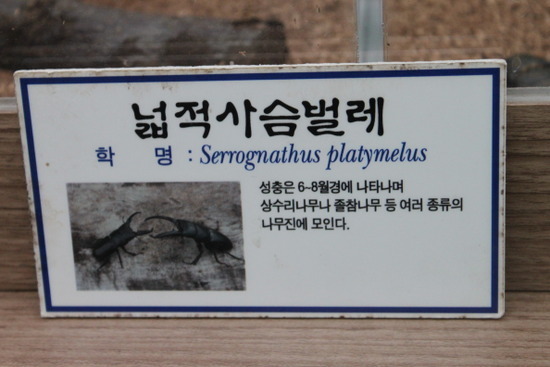 넓적사슴벌레
학 명 : Serrognathus platymelus
성충은 6~8월경에 나타나며
상수리나무나 졸참나무 등 여러 종류의
나무진에 모인다.